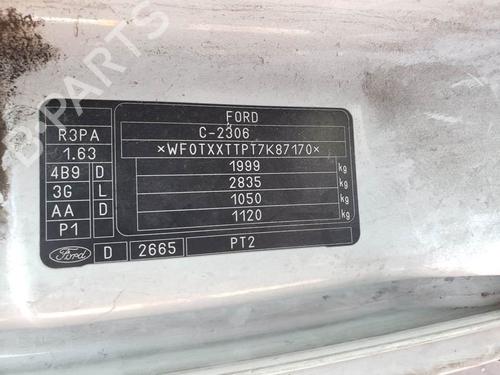 FORD
C-2306
×WF0TXXTTPT7K87170×
1999 kg
2835 kg
1050 kg
1120 kg
R3PA
1.63
4B9 D
3G L
AA D
P1
Ford D 2665 PT2
B-PARTS